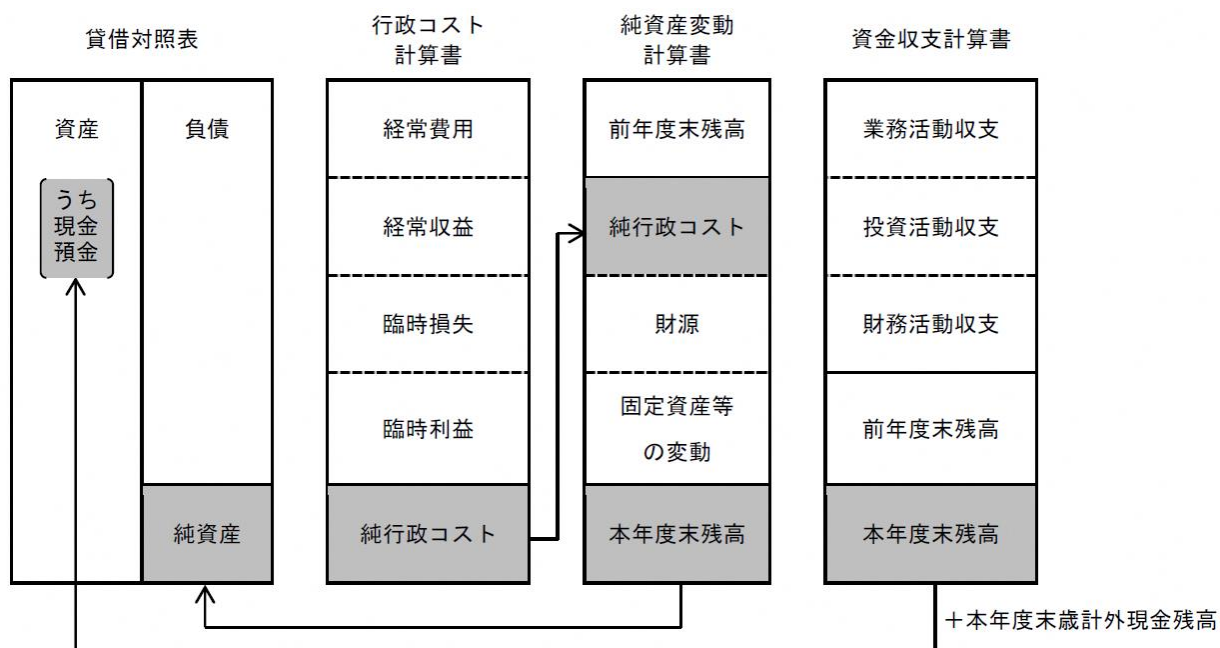 貸借対照表
資産
うち
現金
預金
負債
純資産
行政コスト
計算書
経常費用
経常収益
臨時損失
臨時利益
純行政コスト
純資産変動
計算書
前年度末残高
純行政コスト
財源
固定資産等
の変動
本年度末残高
資金収支計算書
業務活動収支
投資活動収支
財務活動収支
前年度末残高
本年度末残高
＋本年度末歳計外現金残高